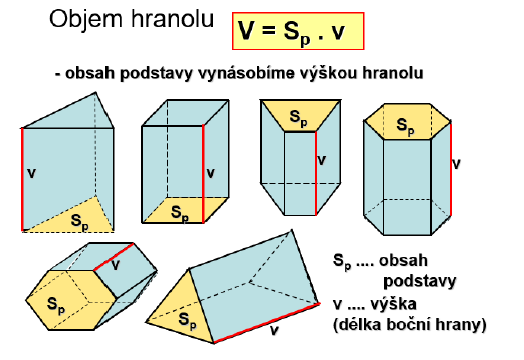 Objem hranolu
V = Sp . v
- obsah podstavy vynásobíme výškou hranolu
v
Sp
v
Sp
Sp
v
Sp
v
v
Sp
Sp
v
Sp .... obsah
podstavy
v .... výška
(délka boční hrany)